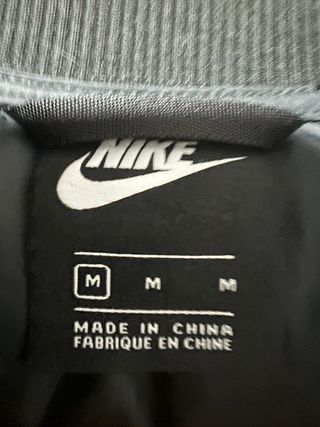 NIKE
M M M
MADE IN CHINA
FABRIQUE EN CHINE